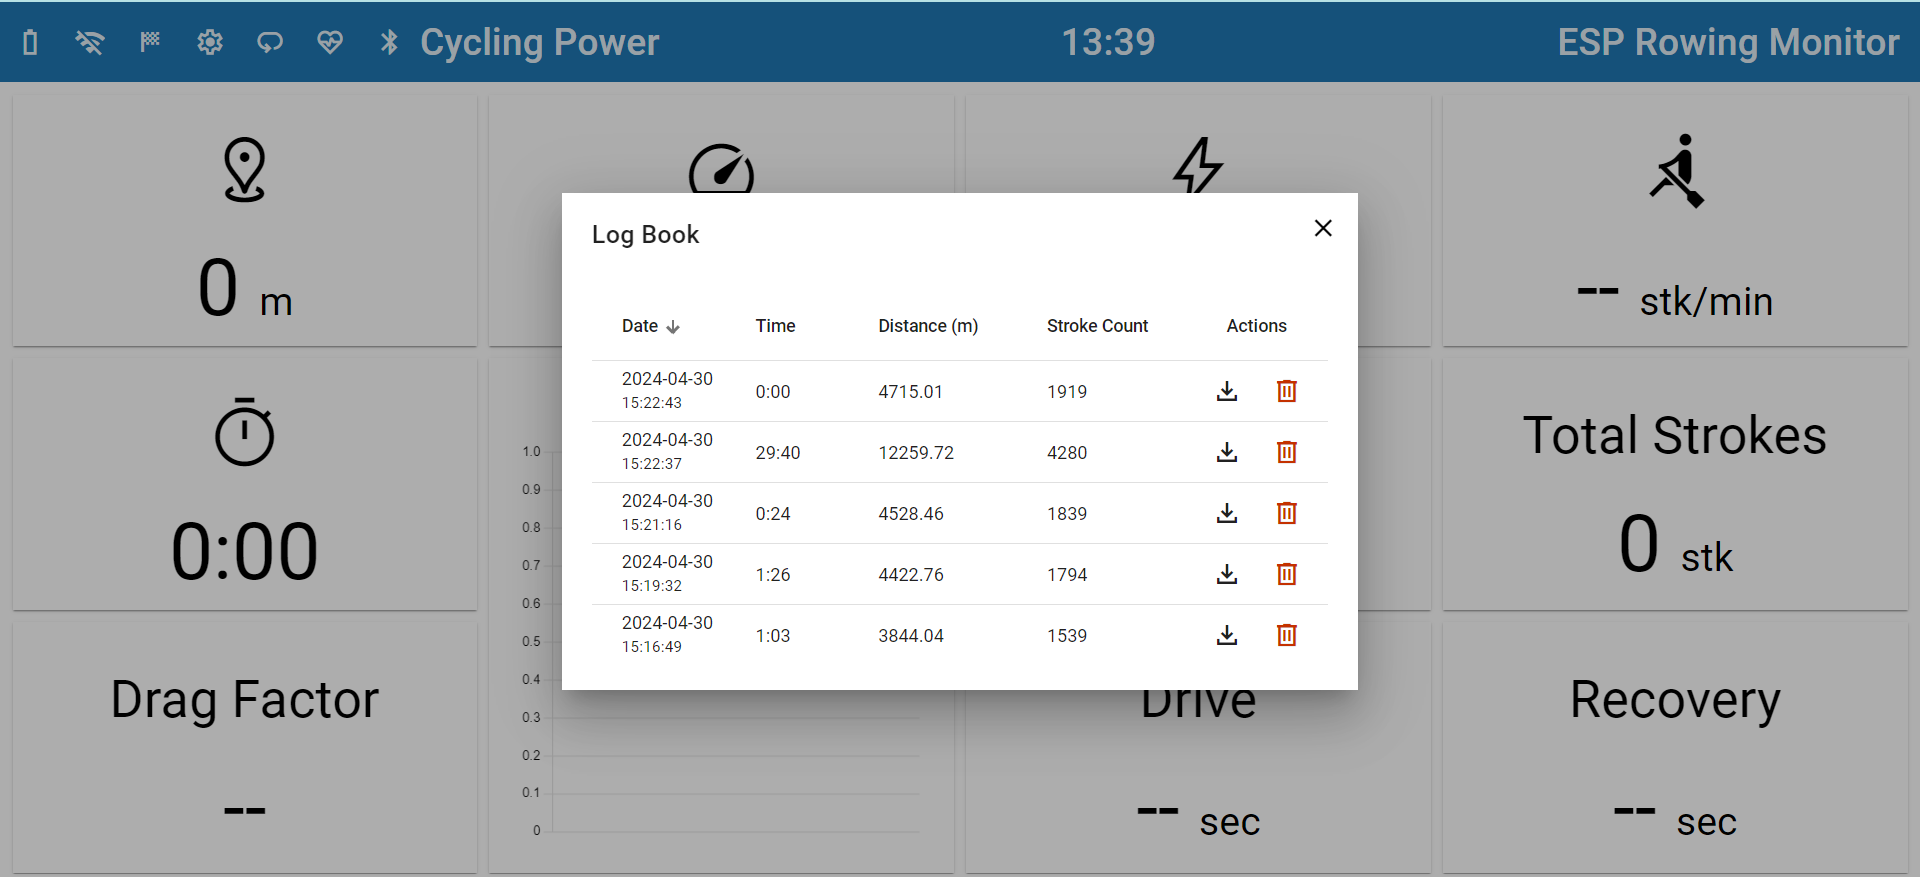 Cycling Power
13:39
ESP Rowing Monitor
0 m
-- stk/min
Log Book
Date Time Distance (m) Stroke Count Actions
2024-04-30
15:22:43
0:00 4715.01 1919
2024-04-30
15:22:37
29:40 12259.72 4280
2024-04-30
15:21:16
0:24 4528.46 1839
2024-04-30
15:19:32
1:26 4422.76 1794
2024-04-30
15:16:49
1:03 3844.04 1539
0:00
1.0
0.9
0.8
0.7
0.6
0.5
0.4
0.3
0.2
0.1
0
Total Strokes
0 stk
Drag Factor
--
Drive
-- sec
Recovery
-- sec